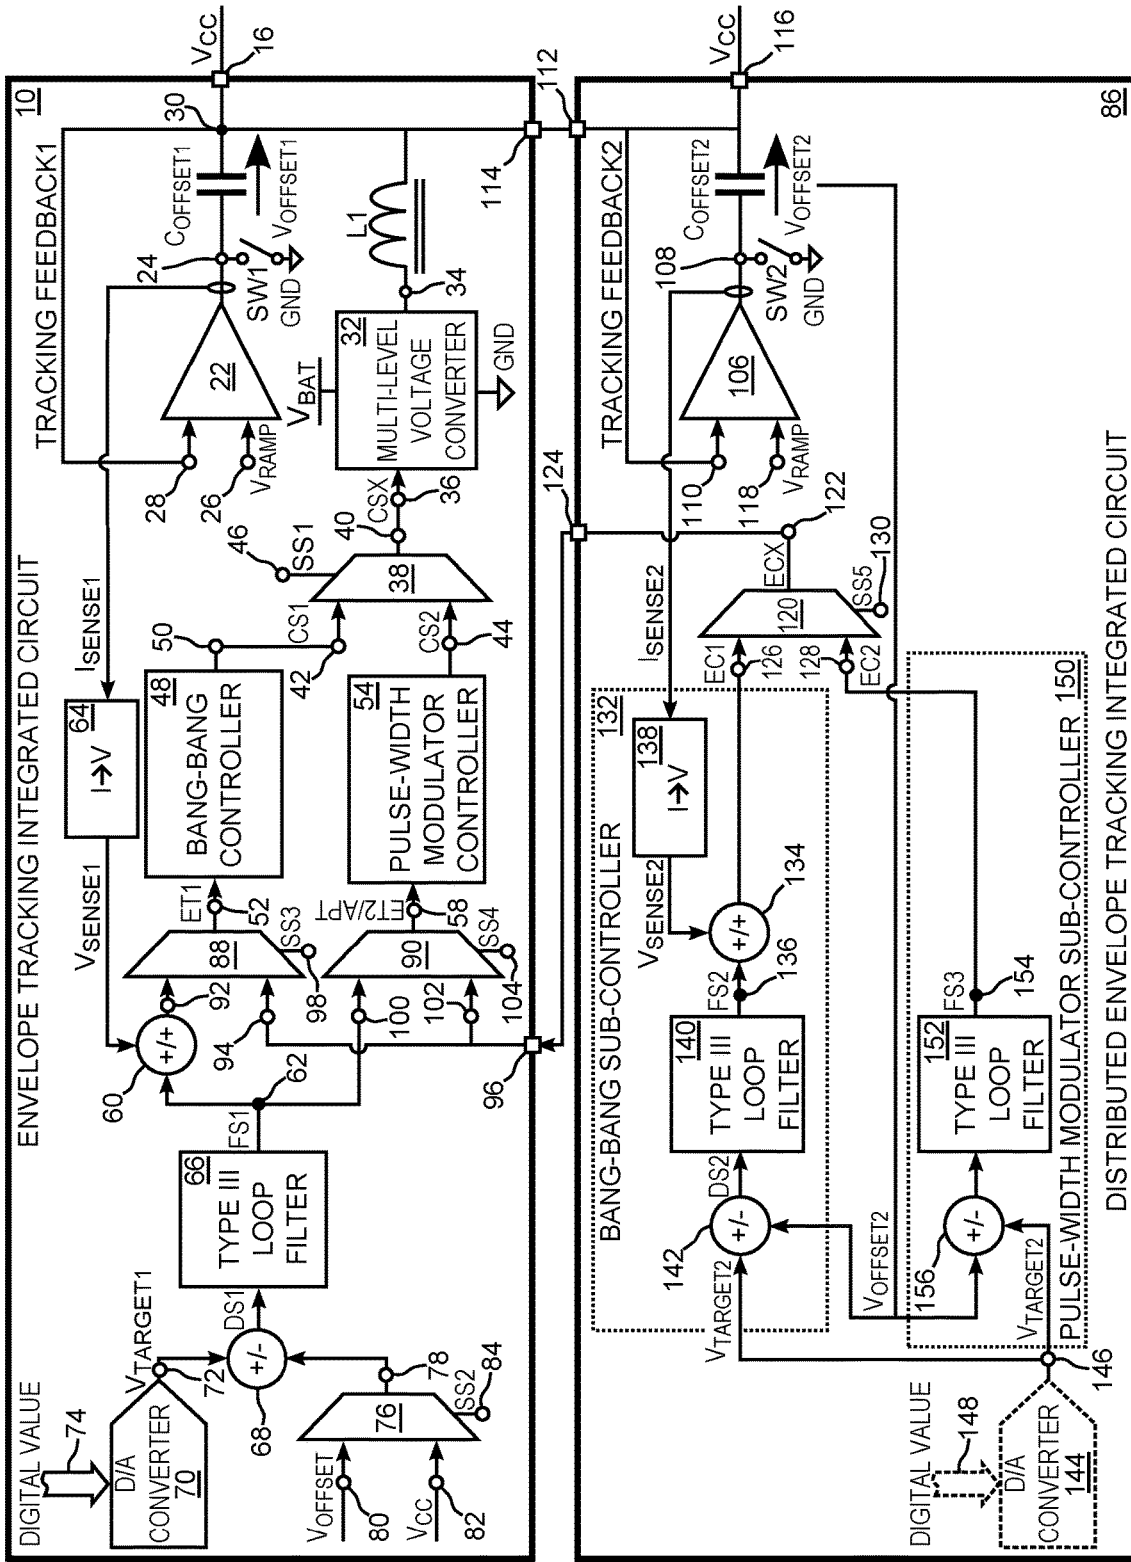 ENVELOPE TRACKING INTEGRATED CIRCUIT
10
DIGITAL VALUE
74
D/A
CONVERTER
70
VTARGET1
72
+/-
68
DS1
VOFFSET
80
VCC
82
76
78
SS2
84
66
TYPE III
LOOP
FILTER
FS1
62
+/+
60
VSENSE1
64
I→V
ISENSE1
92
94
88
SS3
98
ET1
52
100
102
90
SS4
104
ET2/APT
58
96
48
BANG-BANG
CONTROLLER
50
54
PULSE-WIDTH
MODULATOR
CONTROLLER
CS1
42
CS2
44
46
SS1
38
40
CSX
36
VBAT
32
MULTI-LEVEL
VOLTAGE
CONVERTER
GND
34
L1
TRACKING FEEDBACK1
28
26
VRAMP
22
24
SW1
GND
COFFSET1
VOFFSET1
30
VCC
16
114
112
DISTRIBUTED ENVELOPE TRACKING INTEGRATED CIRCUIT
86
DIGITAL VALUE
148
D/A
CONVERTER
144
146
VTARGET2
VTARGET2
BANG-BANG SUB-CONTROLLER
132
142
+/-
DS2
140
TYPE III
LOOP
FILTER
FS2
136
+/+
134
VSENSE2
138
I→V
ISENSE2
VOFFSET2
156
+/-
152
TYPE III
LOOP
FILTER
FS3
154
PULSE-WIDTH MODULATOR SUB-CONTROLLER
150
EC1
126
128
EC2
120
SS5
130
ECX
122
124
TRACKING FEEDBACK2
110
118
VRAMP
106
108
SW2
GND
COFFSET2
VOFFSET2
VCC
116